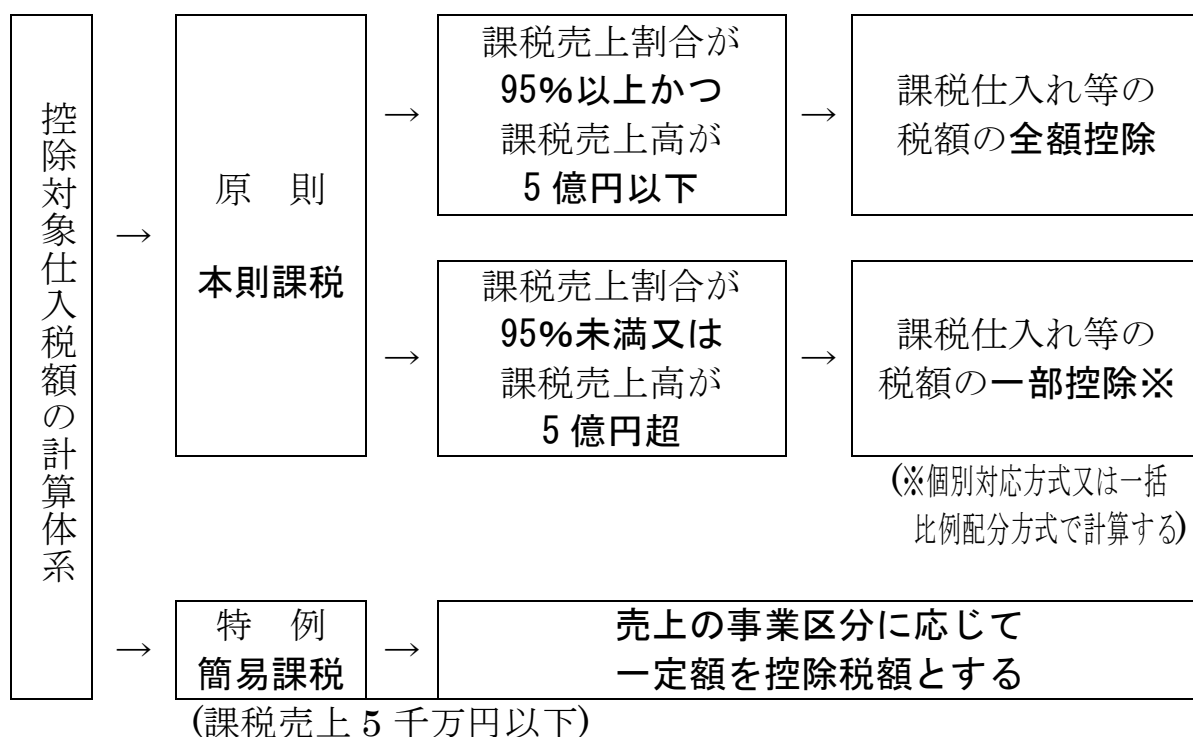 控除対象仕入税額の計算体系
→
原　則
本則課税
→
課税売上割合が
95%以上かつ
課税売上高が
5 億円以下
→
課税仕入れ等の
税額の全額控除
→
課税売上割合が
95%未満又は
課税売上高が
5 億円超
→
課税仕入れ等の
税額の一部控除※
(※個別対応方式又は一括
比例配分方式で計算する)
→
特　例
簡易課税
→
売上の事業区分に応じて
一定額を控除税額とする
(課税売上 5 千万円以下)